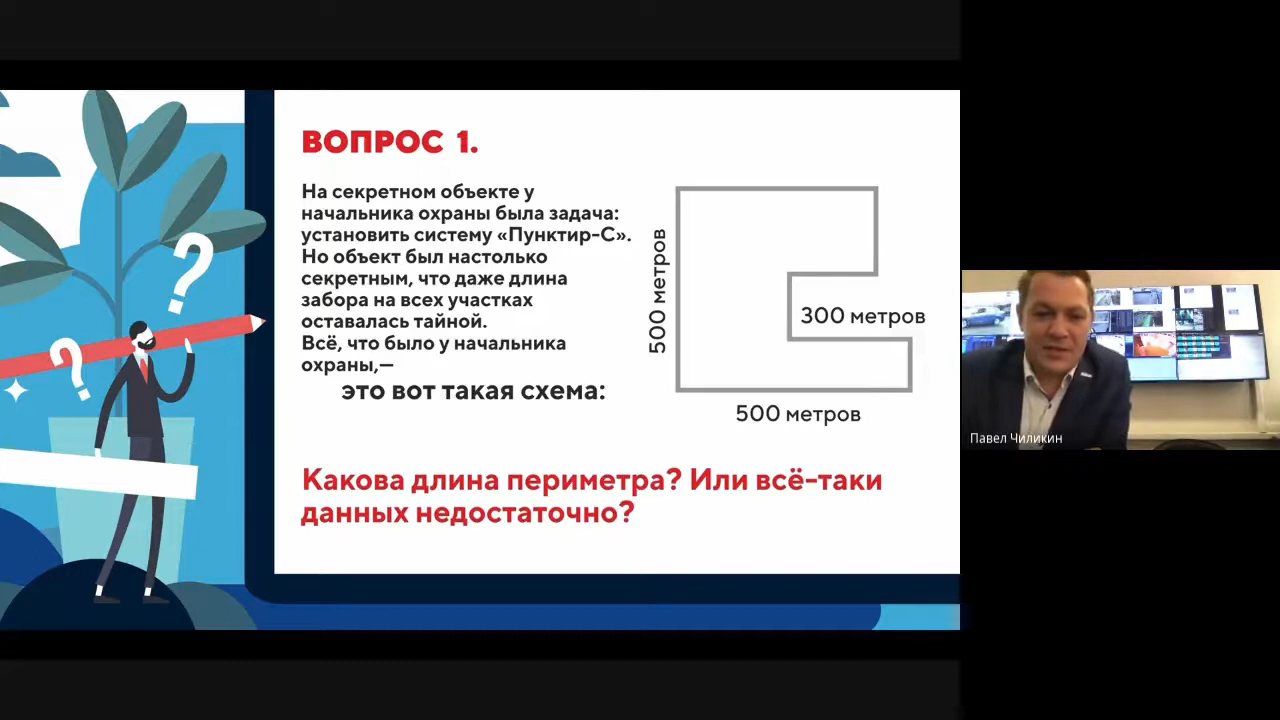 ВОПРОС 1.
На секретном объекте у
начальника охраны была задача:
установить систему «Пунктир-С».
Но объект был настолько
секретным, что даже длина
забора на всех участках
оставалась тайной.
Всё, что было у начальника
охраны,—
это вот такая схема:
500 метров
300 метров
500 метров
Какова длина периметра? Или всё-таки
данных недостаточно?
Павел Чиликин